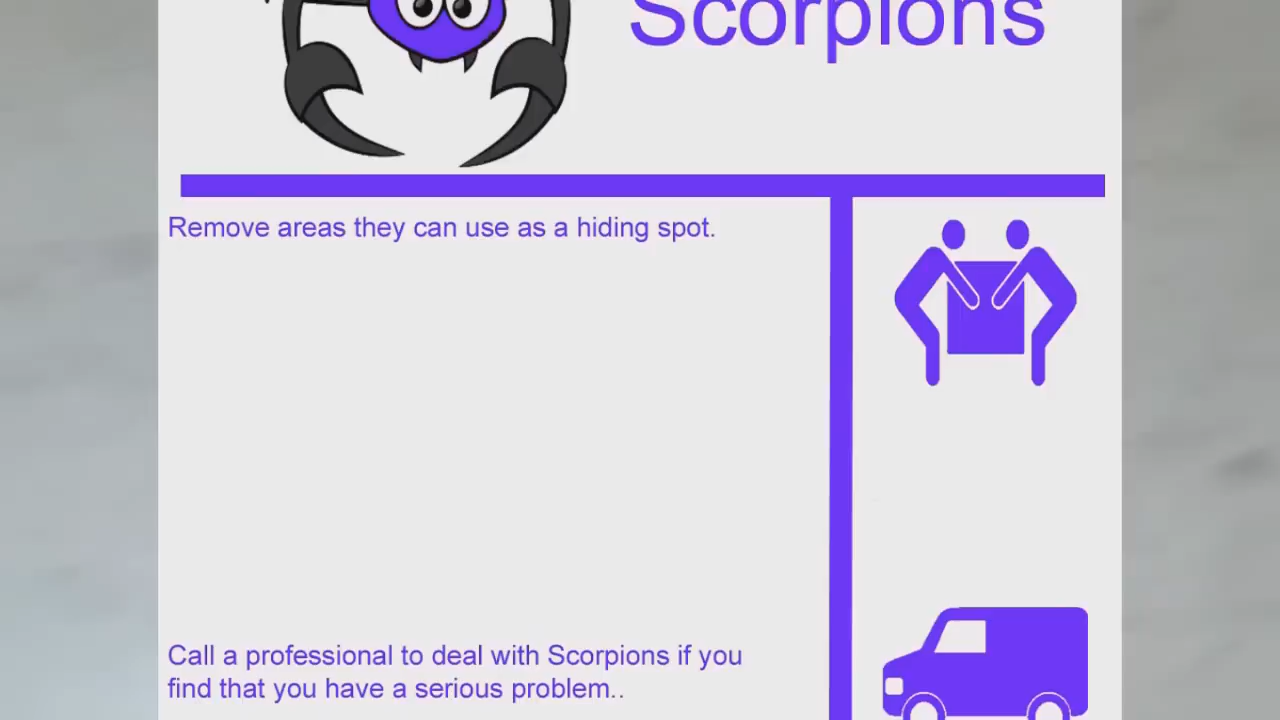 Scorpions
Remove areas they can use as a hiding spot.
Call a professional to deal with Scorpions if you
find that you have a serious problem..